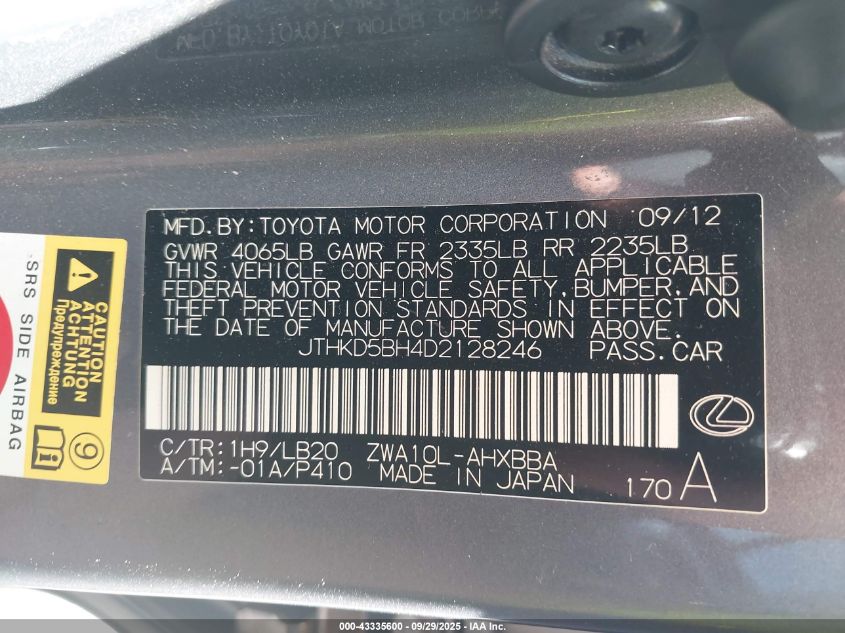 MFD.BY:TOYOTA MOTOR CORPORATION 09/12
GVWR 4065LB GAWR FR 2335LB RR 2235LB
THIS VEHICLE CONFORMS TO ALL APPLICABLE
FEDERAL MOTOR VEHICLE SAFETY,BUMPER,AND
THEFT PREVENTION STANDARDS IN EFFECT ON
THE DATE OF MANUFACTURE SHOWN ABOVE.
JTHKD5BH4D2128246 PASS.CAR
C/TR:1H9/LB20 ZWA10L-AHXBBA
A/TM:-01A/P410 MADE IN JAPAN 170 A
SRS SIDE AIRBAG
CAUTION
ATTENTION
ACHTUNG
Предупреждение
9
000-43335600 - 09/29/2025 - IAA Inc.